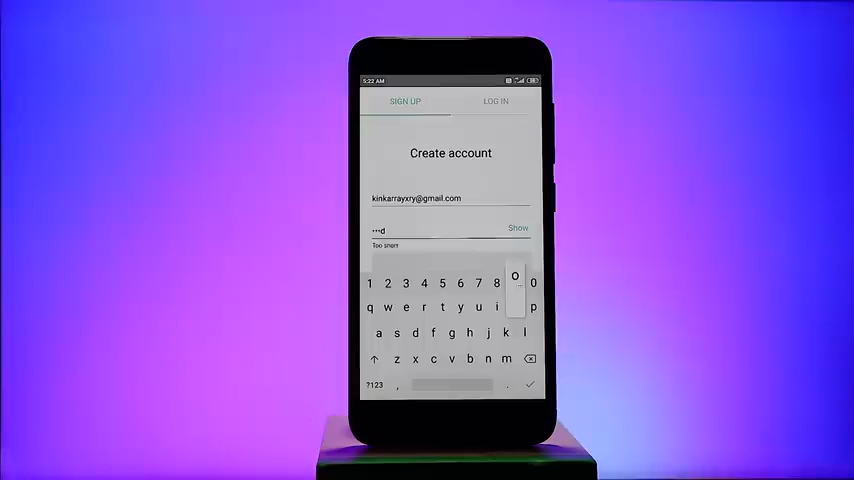 5:22 AM
SIGN UP LOG IN
Create account
kinkarrayxry@gmail.com
•••d Show
Too short
o
1 2 3 4 5 6 7 8 0
q w e r t y u i p
a s d f g h j k l
z x c v b n m
?123 , .